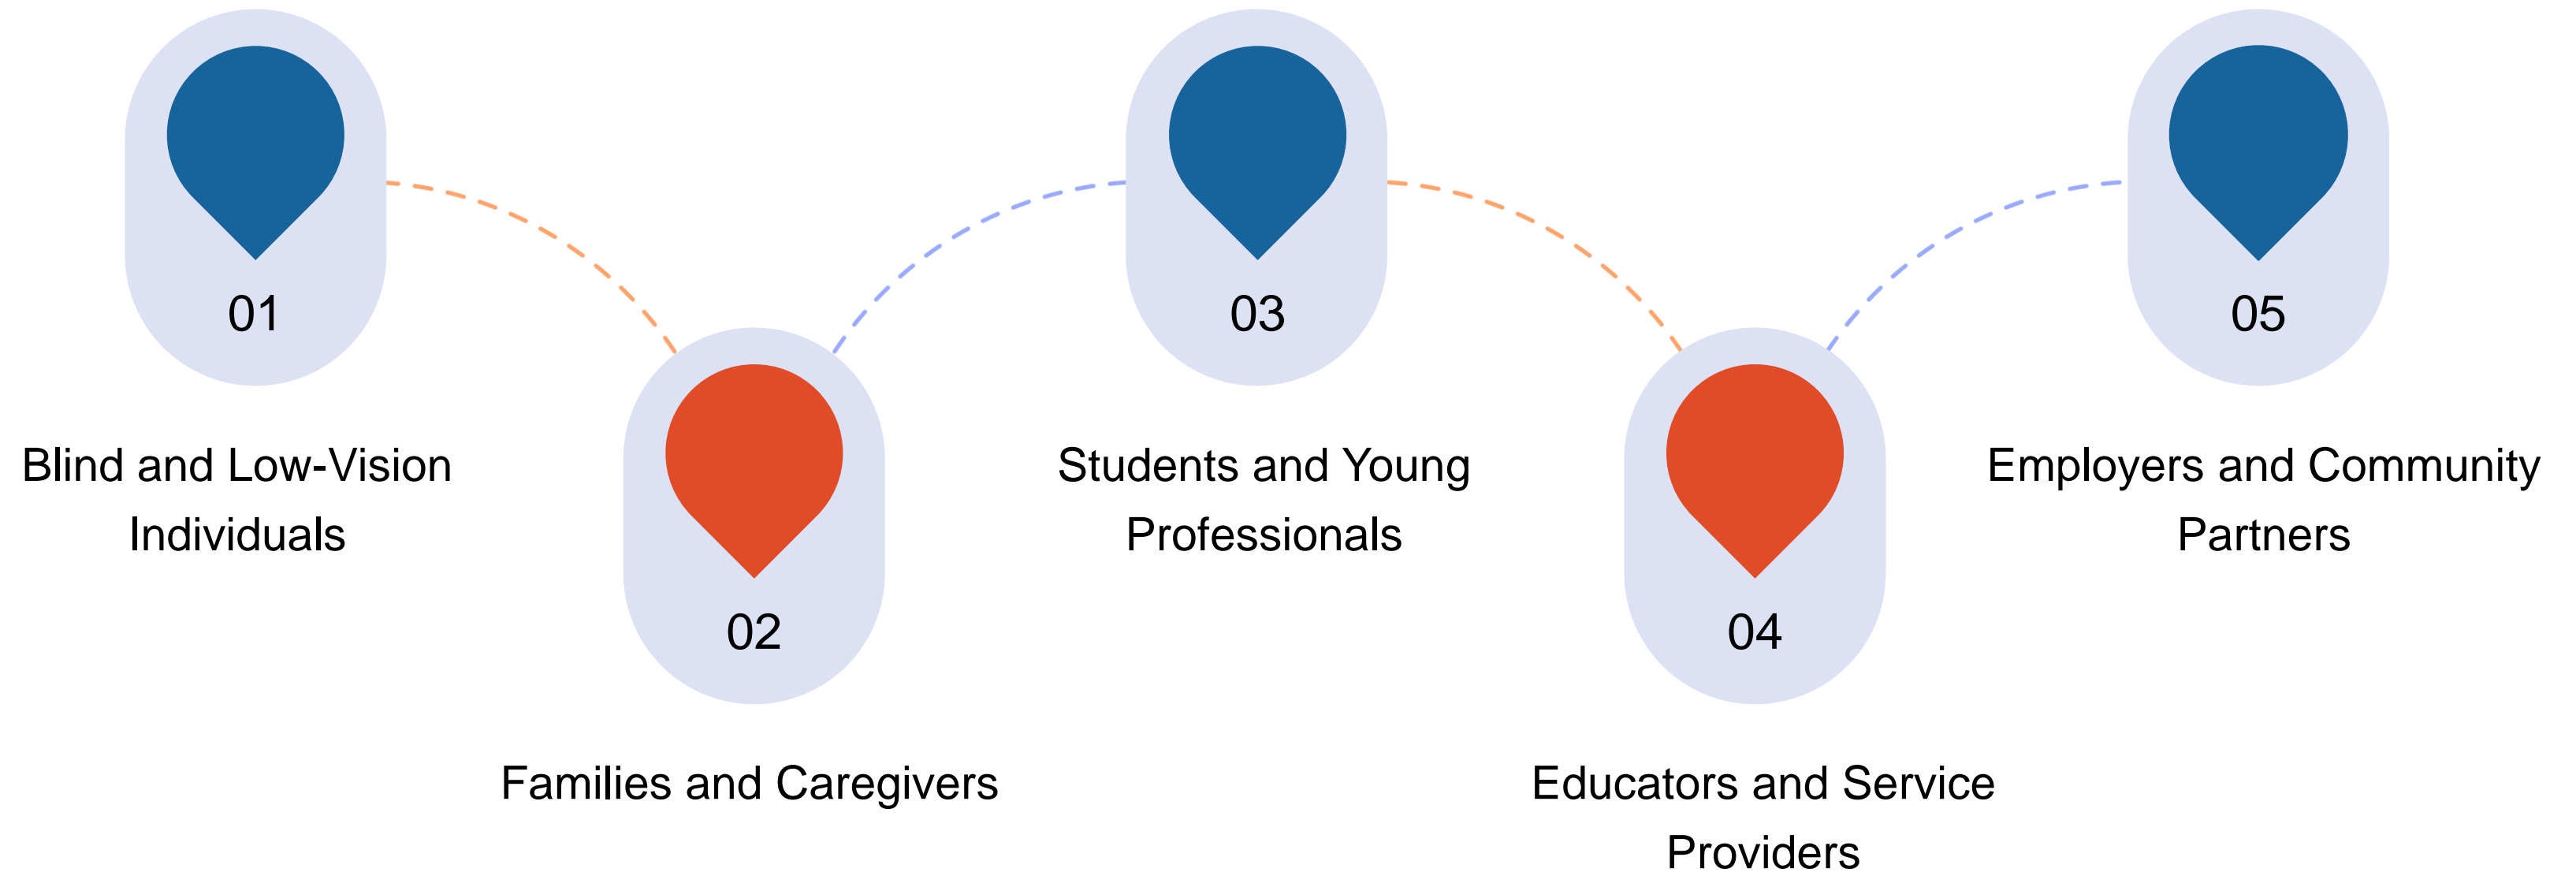 01
Blind and Low-Vision
Individuals
02
Families and Caregivers
03
Students and Young
Professionals
04
Educators and Service
Providers
05
Employers and Community
Partners